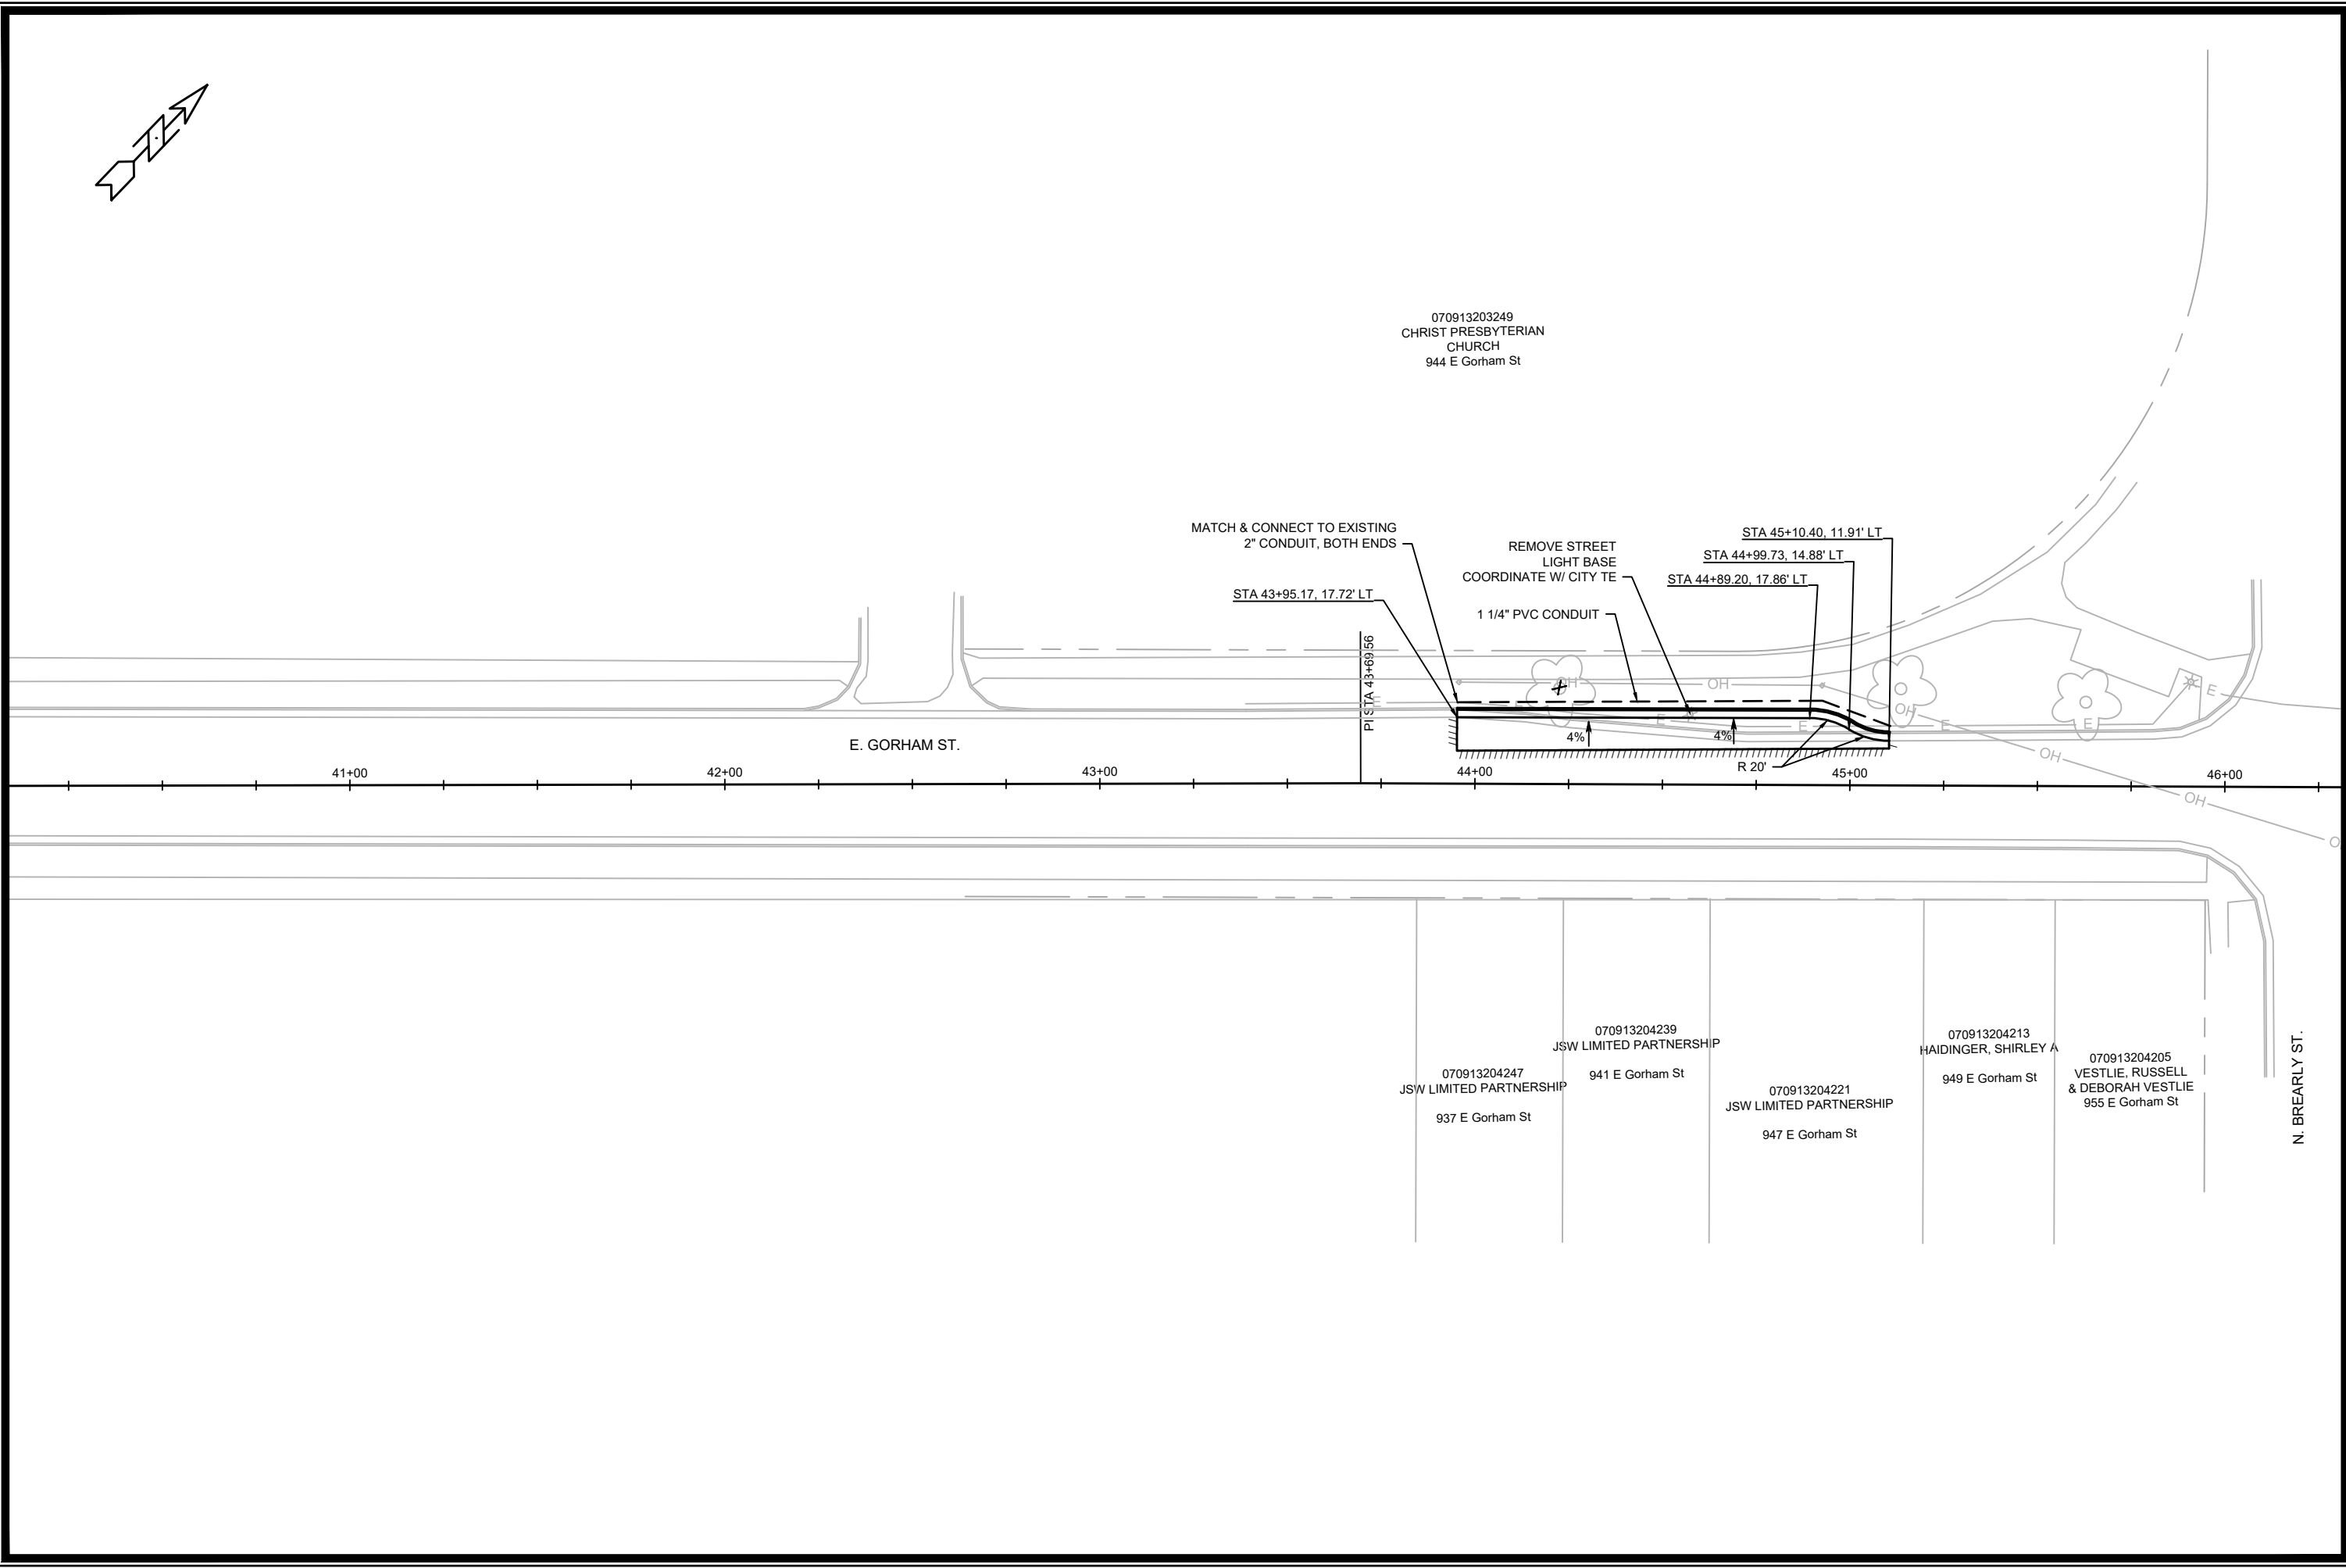 070913203249
CHRIST PRESBYTERIAN
CHURCH
944 E Gorham St
MATCH & CONNECT TO EXISTING
2" CONDUIT, BOTH ENDS
STA 43+95.17, 17.72' LT
REMOVE STREET
LIGHT BASE
COORDINATE W/ CITY TE
1 1/4" PVC CONDUIT
STA 45+10.40, 11.91' LT
STA 44+99.73, 14.88' LT
STA 44+89.20, 17.86' LT
PI STA 43+69.56
OH
OH
OH
OH
OH
E
E
E
E
E
E
E
4%
4%
R 20'
E. GORHAM ST.
41+00
42+00
43+00
44+00
45+00
46+00
070913204247
JSW LIMITED PARTNERSHIP
937 E Gorham St
070913204239
JSW LIMITED PARTNERSHIP
941 E Gorham St
070913204221
JSW LIMITED PARTNERSHIP
947 E Gorham St
070913204213
HAIDINGER, SHIRLEY A
949 E Gorham St
070913204205
VESTLIE, RUSSELL
& DEBORAH VESTLIE
955 E Gorham St
N. BREARLY ST.